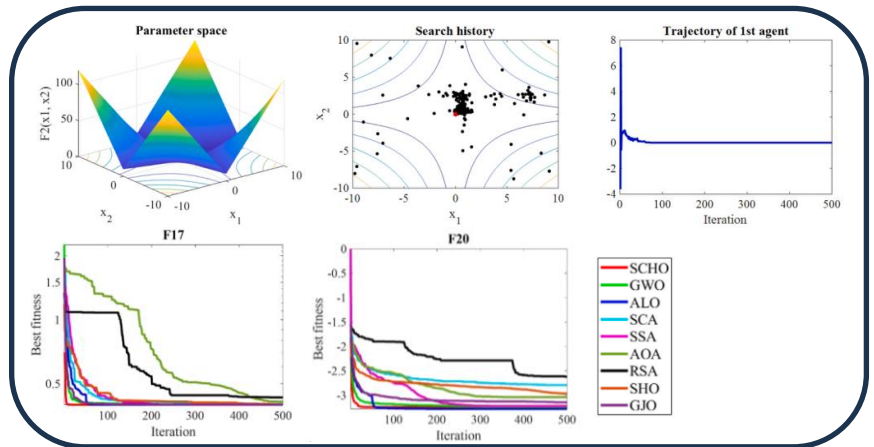 Parameter space
F2(x1, x2)
100
50
0
10
0
-10
x2
-10
0
10
x1
Search history
10
5
0
-5
-10
x2
-10
-5
0
5
10
x1
Trajectory of 1st agent
8
6
4
2
0
-2
-4
0
100
200
300
400
500
Iteration
F17
2
1.5
1
0.5
Best fitness
100
200
300
400
500
Iteration
F20
0
-0.5
-1
-1.5
-2
-2.5
-3
Best fitness
100
200
300
400
500
Iteration
SCHO
GWO
ALO
SCA
SSA
AOA
RSA
SHO
GJO